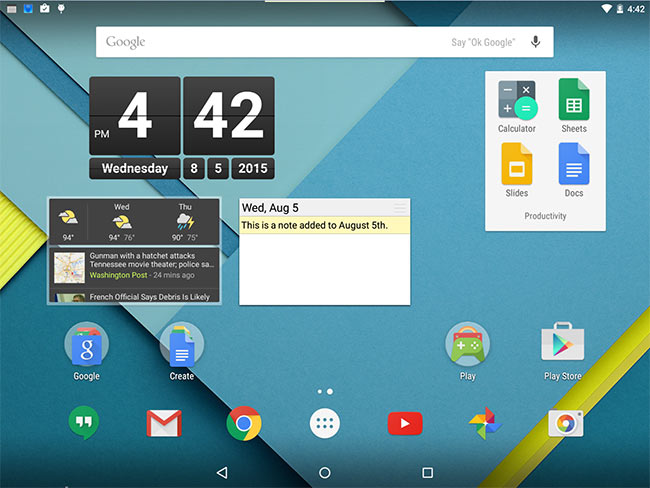 4:42
Google
Say "Ok Google"
PM 4 42
Wednesday 8 5 2015
Calculator
Sheets
Slides
Docs
Productivity
Wed
Thu
94°
94° 76°
90° 75°
Gunman with a hatchet attacks
Tennessee movie theater; police sa...
Washington Post - 24 mins ago
French Official Says Debris Is Likely
Wed, Aug 5
This is a note added to August 5th.
Google
Create
Play
Play Store